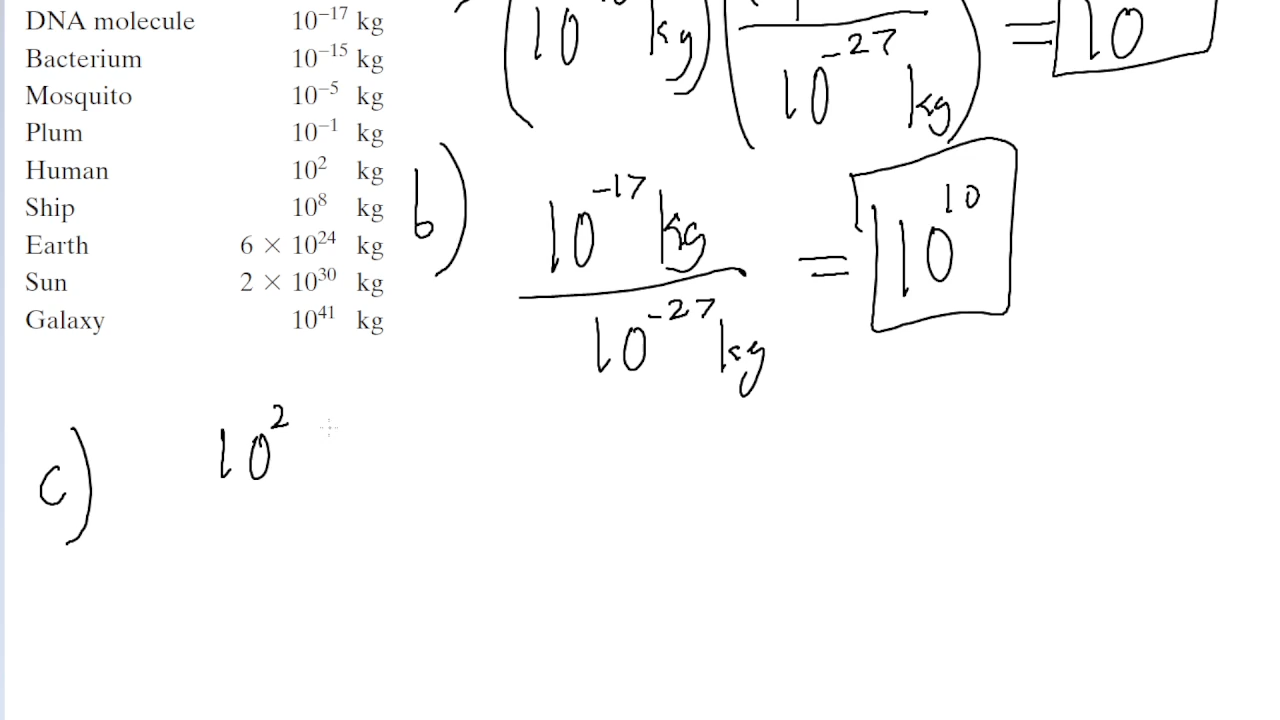 DNA molecule 10⁻¹⁷ kg
Bacterium 10⁻¹⁵ kg
Mosquito 10⁻⁵ kg
Plum 10⁻¹ kg
Human 10² kg
Ship 10⁸ kg
Earth 6 × 10²⁴ kg
Sun 2 × 10³⁰ kg
Galaxy 10⁴¹ kg
kg
= 10
10⁻²⁷ kg
b)
10⁻¹⁷ kg
= 10¹⁰
10⁻²⁷ kg
c) 10²